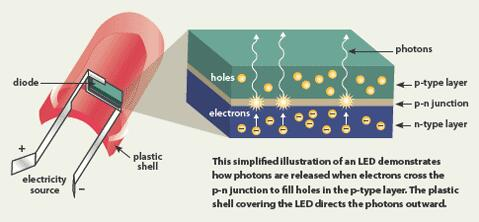 diode
+
electricity
source
–
plastic
shell
holes
electrons
photons
p-type layer
p-n junction
n-type layer
This simplified illustration of an LED demonstrates
how photons are released when electrons cross the
p-n junction to fill holes in the p-type layer. The plastic
shell covering the LED directs the photons outward.